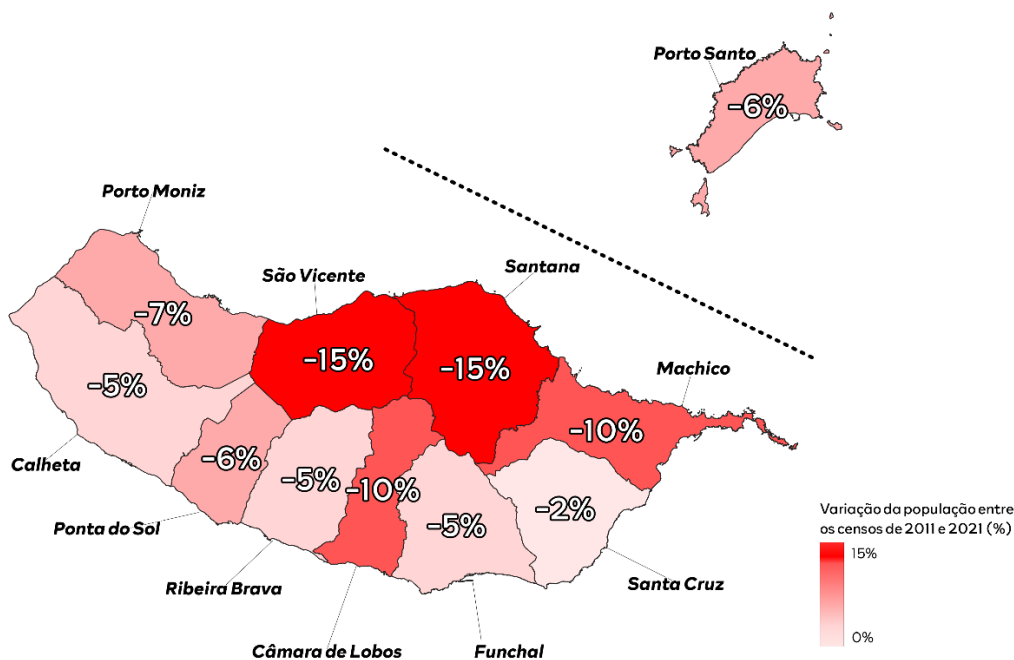 Porto Santo
-6%
Porto Moniz
São Vicente
Santana
-7%
-15%
-15%
Machico
-5%
-10%
Calheta
-6%
-5%
-10%
-5%
-2%
Ponta do Sol
Ribeira Brava
Santa Cruz
Câmara de Lobos
Funchal
Variação da população entre
os censos de 2011 e 2021 (%)
15%
0%